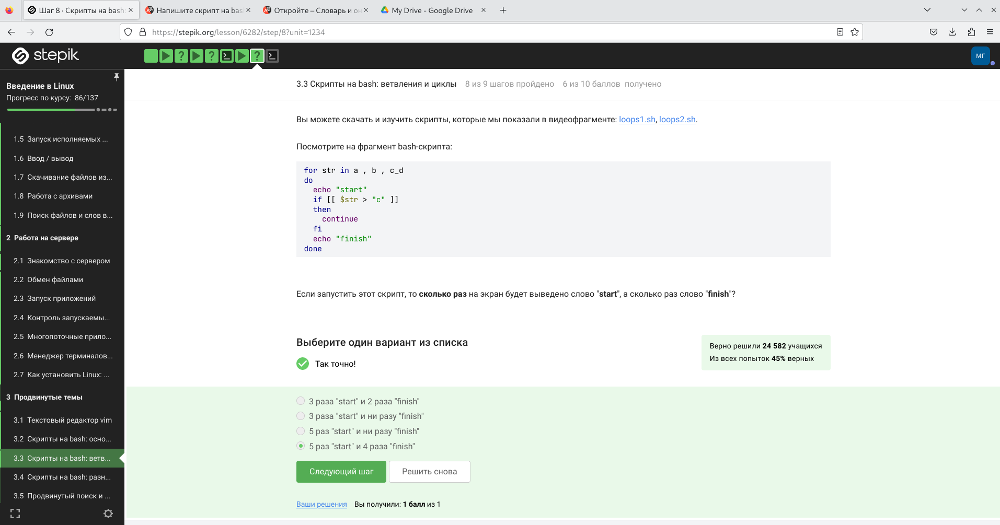 Шаг 8 · Скрипты на bash:
Напишите скрипт на bas
Откройте – Словарь и он
My Drive - Google Drive
https://stepik.org/lesson/6282/step/8?unit=1234
stepik
МГ
Введение в Linux
Прогресс по курсу: 86/137
1.5 Запуск исполняемых ...
1.6 Ввод / вывод
1.7 Скачивание файлов из...
1.8 Работа с архивами
1.9 Поиск файлов и слов в...
2 Работа на сервере
2.1 Знакомство с сервером
2.2 Обмен файлами
2.3 Запуск приложений
2.4 Контроль запускаемы...
2.5 Многопоточные прило...
2.6 Менеджер терминалов...
2.7 Как установить Linux: ...
3 Продвинутые темы
3.1 Текстовый редактор vim
3.2 Скрипты на bash: осно...
3.3 Скрипты на bash: ветв...
3.4 Скрипты на bash: разн...
3.5 Продвинутый поиск и ...
3.3 Скрипты на bash: ветвления и циклы 8 из 9 шагов пройдено 6 из 10 баллов получено
Вы можете скачать и изучить скрипты, которые мы показали в видеофрагменте: loops1.sh, loops2.sh.
Посмотрите на фрагмент bash-скрипта:
for str in a , b , c_d
do
  echo "start"
  if [[ $str > "c" ]]
  then
    continue
  fi
  echo "finish"
done
Если запустить этот скрипт, то сколько раз на экран будет выведено слово "start", а сколько раз слово "finish"?
Выберите один вариант из списка
Так точно!
Верно решили 24 582 учащихся
Из всех попыток 45% верных
3 раза "start" и 2 раза "finish"
3 раза "start" и ни разу "finish"
5 раз "start" и ни разу "finish"
5 раз "start" и 4 раза "finish"
Следующий шаг
Решить снова
Ваши решения Вы получили: 1 балл из 1